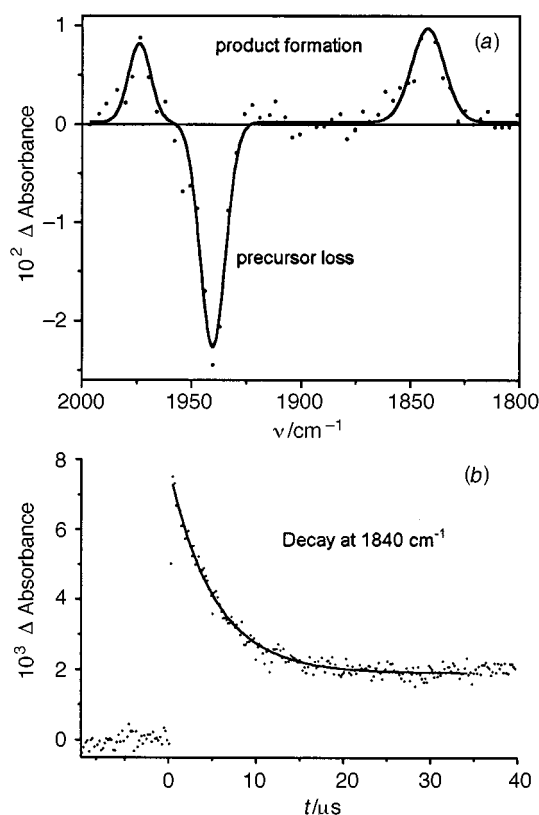 1
(a)
product formation
0
10² Δ Absorbance
−1
precursor loss
−2
2000 1950 1900 1850 1800
ν/cm⁻¹
8
(b)
6
Decay at 1840 cm⁻¹
10³ Δ Absorbance
4
2
0
0 10 20 30 40
t/μs